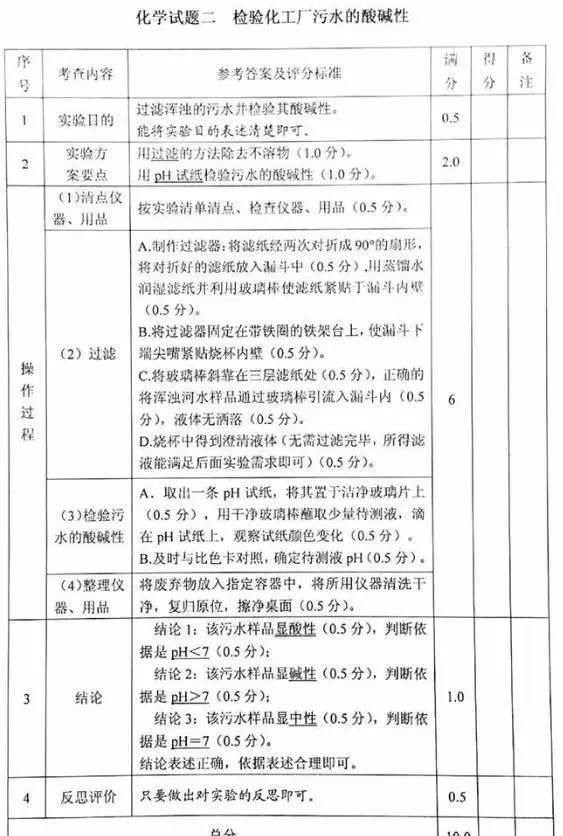 化学试题二 检验化工厂污水的酸碱性
序号 考查内容 参考答案及评分标准 满分 得分 备注
1 实验目的 过滤浑浊的污水并检验其酸碱性。
能将实验目的表述清楚即可。 0.5
2 实验方案要点 用过滤的方法除去不溶物（1.0 分）。
用 pH 试纸检验污水的酸碱性（1.0 分）。 2.0
操作过程
(1)清点仪器、用品 按实验清单清点、检查仪器、用品（0.5 分）。
（2）过滤
A.制作过滤器：将滤纸经两次对折成 90°的扇形，
将对折好的滤纸放入漏斗中（0.5 分）,用蒸馏水
润湿滤纸并利用玻璃棒使滤纸紧贴于漏斗内壁
（0.5 分）。
B.将过滤器固定在带铁圈的铁架台上，使漏斗下
端尖嘴紧贴烧杯内壁（0.5 分）。
C.将玻璃棒斜靠在三层滤纸处（0.5 分），正确的
将浑浊河水样品通过玻璃棒引流入漏斗内（0.5
分），液体无洒落（0.5 分）。
D.烧杯中得到澄清液体（无需过滤完毕，所得滤
液能满足后面实验需求即可）（0.5 分）。
6
(3)检验污水的酸碱性
A．取出一条 pH 试纸，将其置于洁净玻璃片上
（0.5 分），用干净玻璃棒蘸取少量待测液，滴
在 pH 试纸上，观察试纸颜色变化（0.5 分）。
B.及时与比色卡对照，确定待测液 pH（0.5 分）。
(4)整理仪器、用品
将废弃物放入指定容器中，将所用仪器清洗干
净，复归原位，擦净桌面（0.5 分）。
3 结论
结论 1：该污水样品显酸性（0.5 分），判断依
据是 pH＜7（0.5 分）；
结论 2：该污水样品显碱性（0.5 分），判断依
据是 pH＞7（0.5 分）；
结论 3：该污水样品显中性（0.5 分），判断依
据是 pH＝7（0.5 分）。
结论表述正确，依据表述合理即可。
1.0
4 反思评价 只要做出对实验的反思即可。 0.5
总分 10.0